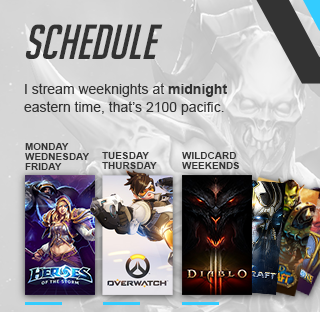 SCHEDULE
I stream weeknights at midnight
eastern time, that's 2100 pacific.
MONDAY
WEDNESDAY
FRIDAY
TUESDAY
THURSDAY
WILDCARD
WEEKENDS
HEROES
OF THE STORM
OVERWATCH
DIABLO
III